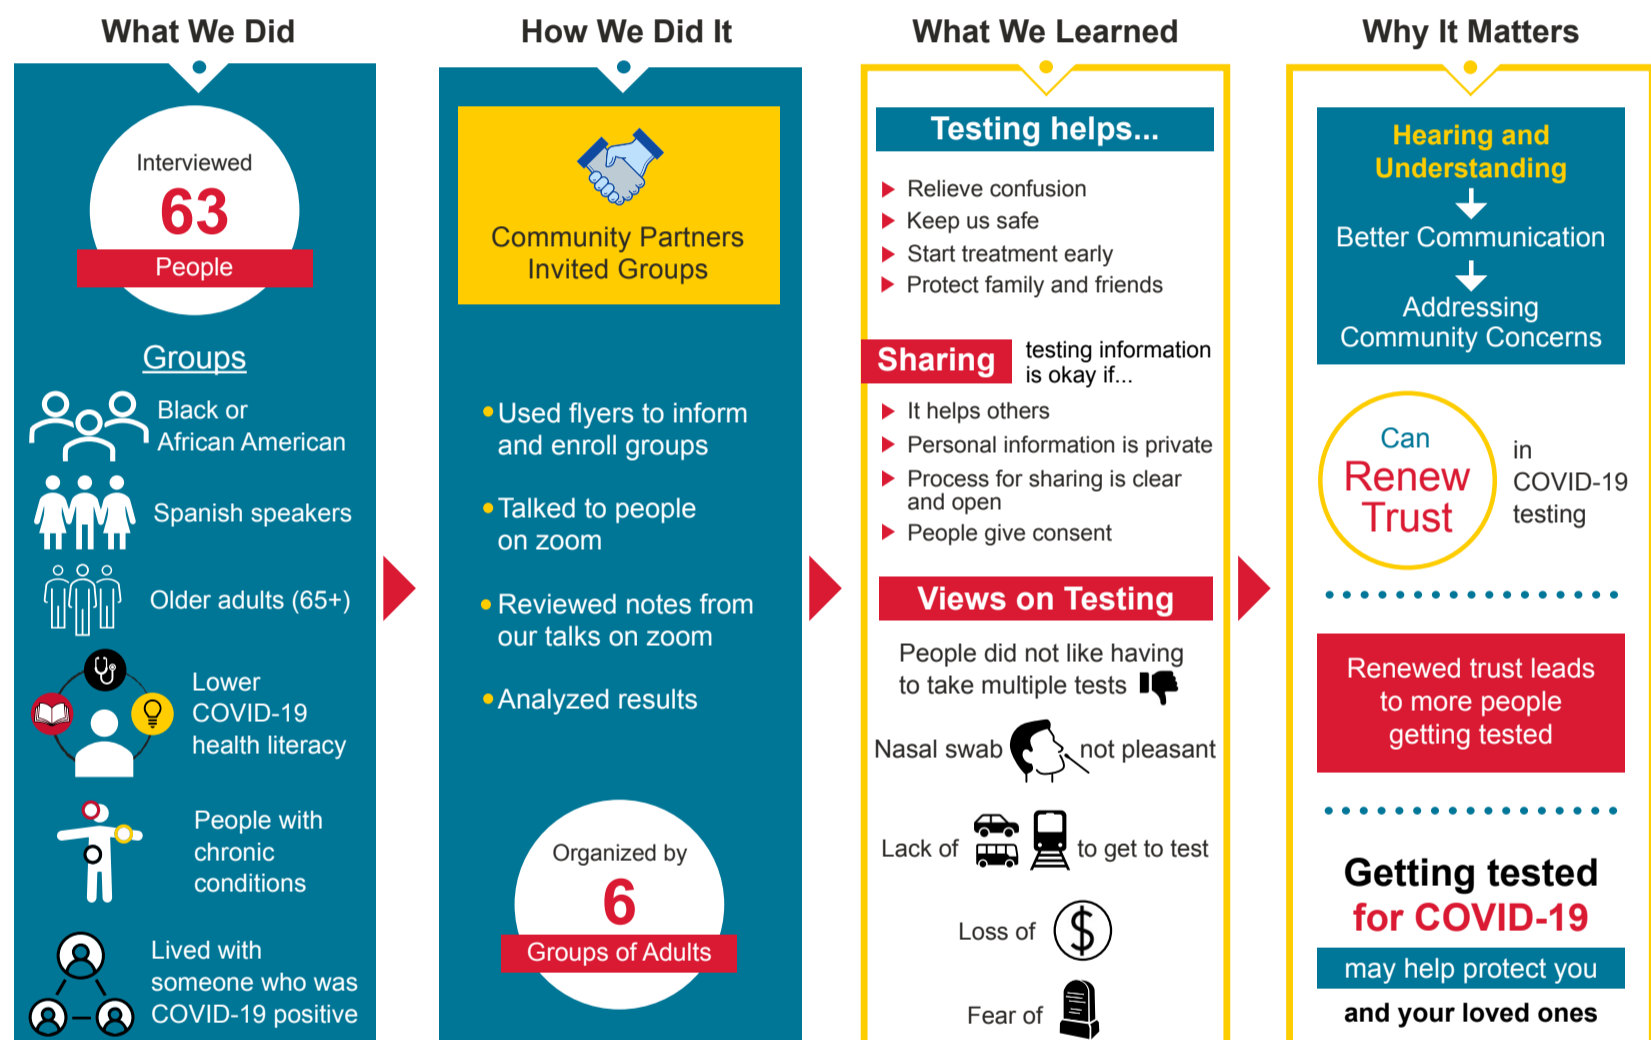 What We Did
Interviewed
63
People
Groups
Black or
African American
Spanish speakers
Older adults (65+)
Lower
COVID-19
health literacy
People with
chronic
conditions
Lived with
someone who was
COVID-19 positive
How We Did It
Community Partners
Invited Groups
•Used flyers to inform
and enroll groups
•Talked to people
on zoom
•Reviewed notes from
our talks on zoom
•Analyzed results
Organized by
6
Groups of Adults
What We Learned
Testing helps...
Relieve confusion
Keep us safe
Start treatment early
Protect family and friends
Sharing testing information
is okay if...
It helps others
Personal information is private
Process for sharing is clear
and open
People give consent
Views on Testing
People did not like having
to take multiple tests
Nasal swab not pleasant
Lack of to get to test
Loss of $
Fear of
Why It Matters
Hearing and
Understanding
Better Communication
Addressing
Community Concerns
Can
Renew
Trust
in
COVID-19
testing
Renewed trust leads
to more people
getting tested
Getting tested
for COVID-19
may help protect you
and your loved ones